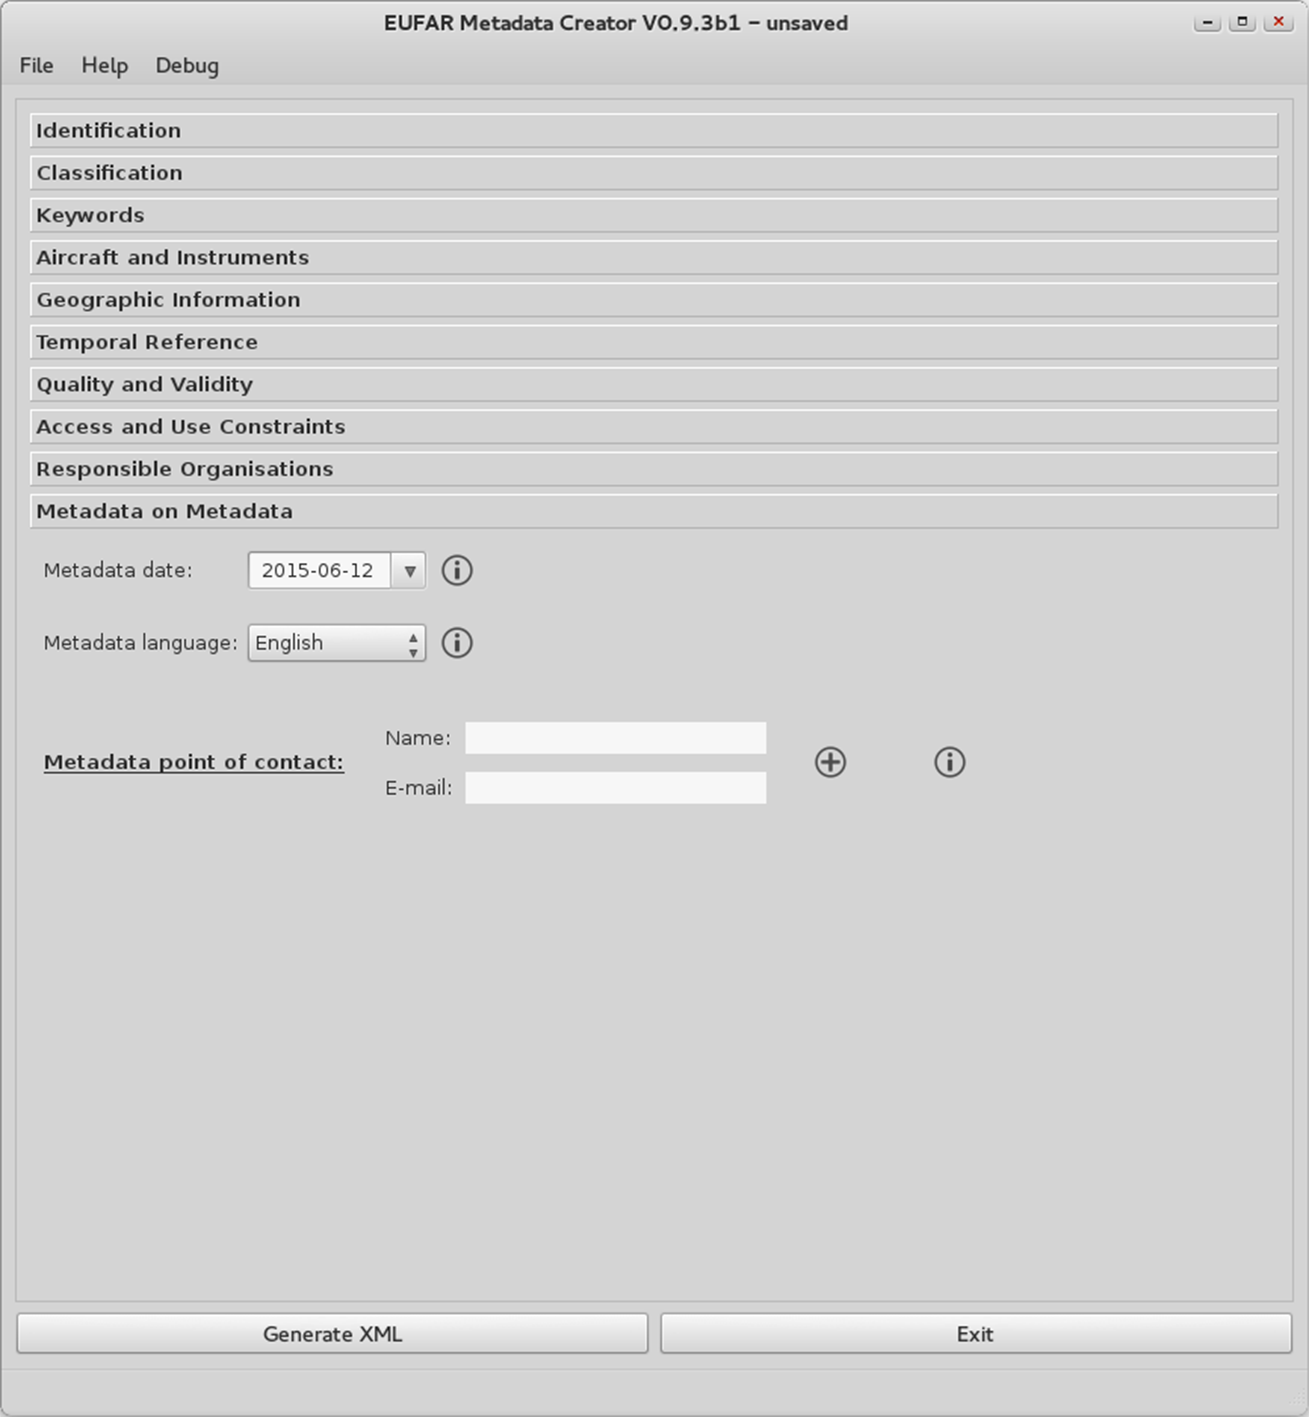 EUFAR Metadata Creator V0.9.3b1 – unsaved
File Help Debug
Identification
Classification
Keywords
Aircraft and Instruments
Geographic Information
Temporal Reference
Quality and Validity
Access and Use Constraints
Responsible Organisations
Metadata on Metadata
Metadata date: 2015-06-12
Metadata language: English
Name:
Metadata point of contact:
E-mail:
Generate XML Exit